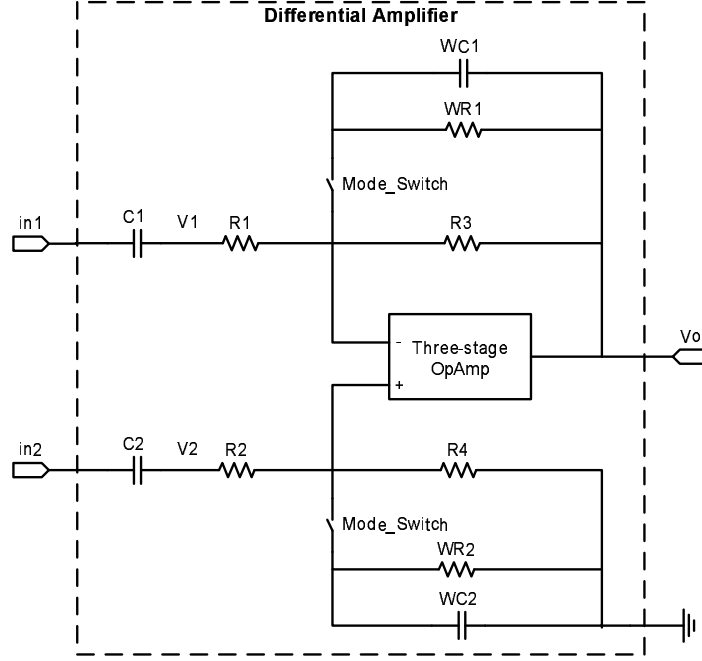 Differential Amplifier
WC1
WR1
Mode_Switch
in1
C1
V1
R1
R3
-
Three-stage
OpAmp
+
Vo
in2
C2
V2
R2
R4
Mode_Switch
WR2
WC2